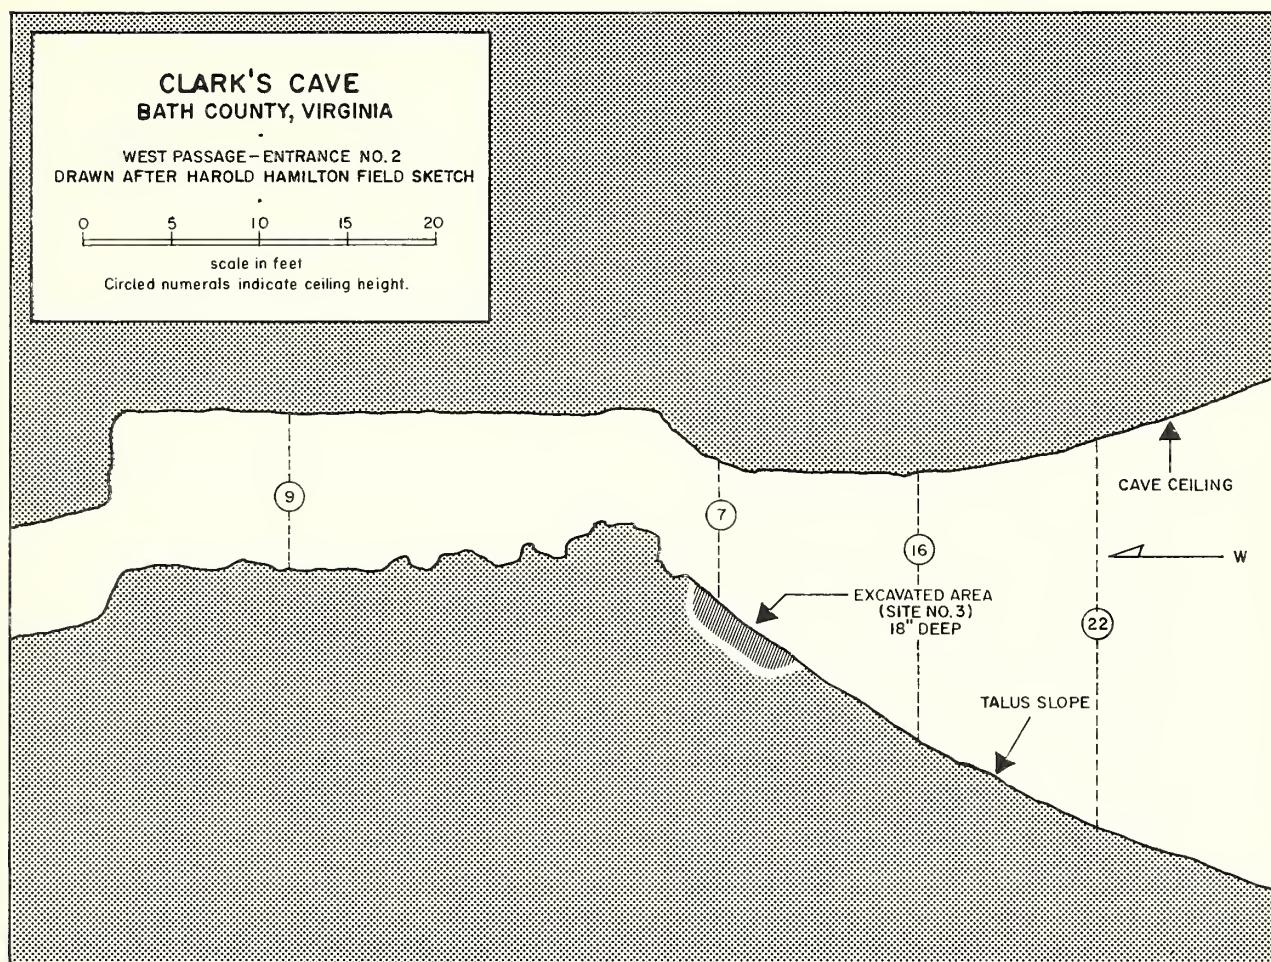 CLARK'S CAVE
BATH COUNTY, VIRGINIA
WEST PASSAGE-ENTRANCE NO.2
DRAWN AFTER HAROLD HAMILTON FIELD SKETCH
0 5 10 15 20
scale in feet
Circled numerals indicate ceiling height.
CAVE CEILING
9
7
16
W
EXCAVATED AREA
(SITE NO.3)
18" DEEP
22
TALUS SLOPE